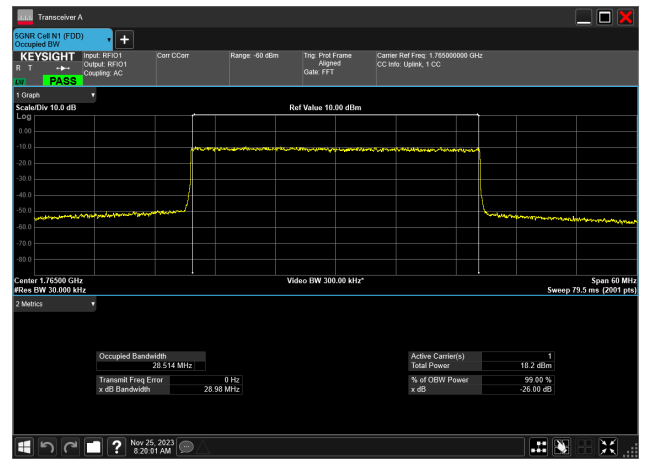 Transceiver A
5GNR Cell N1 (FDD)
Occupied BW
KEYSIGHT
R T
LW
PASS
Input: RFIO1
Output: RFIO1
Coupling: AC
Corr CCorr
Range: -60 dBm
Trig: Prot Frame
Aligned
Gate: FFT
Carrier Ref Freq: 1.765000000 GHz
CC Info: Uplink, 1 CC
1 Graph
Scale/Div 10.0 dB
Ref Value 10.00 dBm
Log
0.00
-10.0
-20.0
-30.0
-40.0
-50.0
-60.0
-70.0
-80.0
Center 1.76500 GHz
Video BW 300.00 kHz*
Span 60 MHz
#Res BW 30.000 kHz
Sweep 79.5 ms (2001 pts)
2 Metrics
Occupied Bandwidth
28.514 MHz
Transmit Freq Error 0 Hz
x dB Bandwidth 28.98 MHz
Active Carrier(s) 1
Total Power 18.2 dBm
% of OBW Power 99.00 %
x dB -26.00 dB
Nov 25, 2023
8:20:01 AM